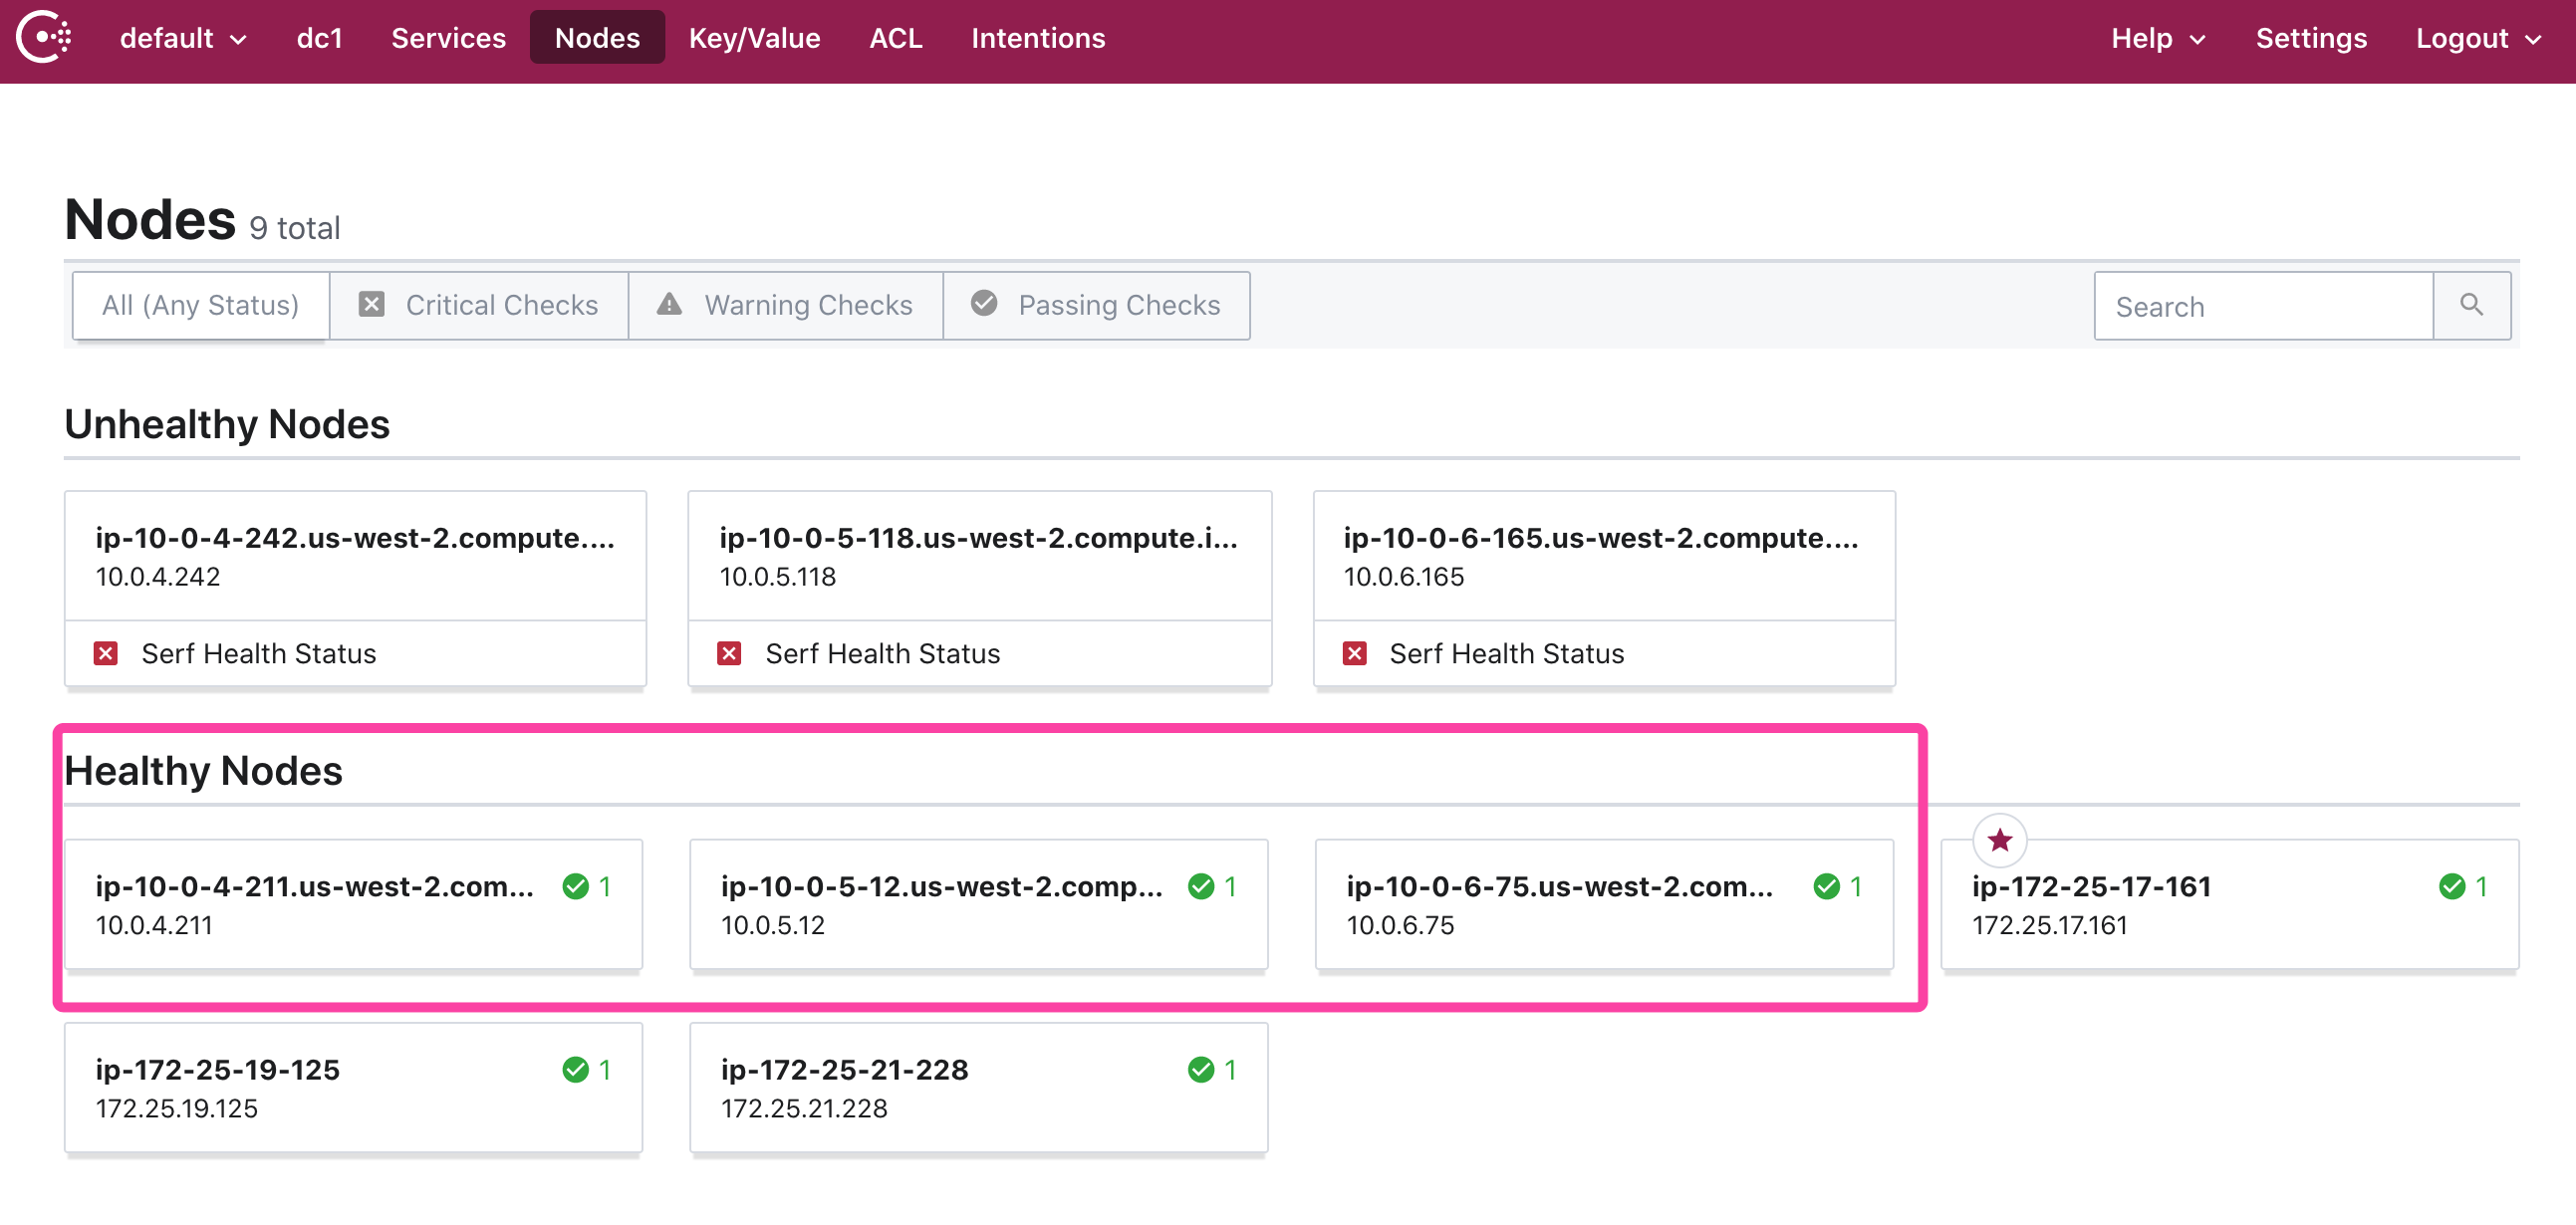 default dc1 Services Nodes Key/Value ACL Intentions Help Settings Logout
Nodes 9 total
All (Any Status) Critical Checks Warning Checks Passing Checks Search
Unhealthy Nodes
ip-10-0-4-242.us-west-2.compute.... ip-10-0-5-118.us-west-2.compute.i... ip-10-0-6-165.us-west-2.compute....
10.0.4.242 10.0.5.118 10.0.6.165
Serf Health Status Serf Health Status Serf Health Status
Healthy Nodes
ip-10-0-4-211.us-west-2.com... 1 ip-10-0-5-12.us-west-2.comp... 1 ip-10-0-6-75.us-west-2.com... 1 ip-172-25-17-161 1
10.0.4.211 10.0.5.12 10.0.6.75 172.25.17.161
ip-172-25-19-125 1 ip-172-25-21-228 1
172.25.19.125 172.25.21.228